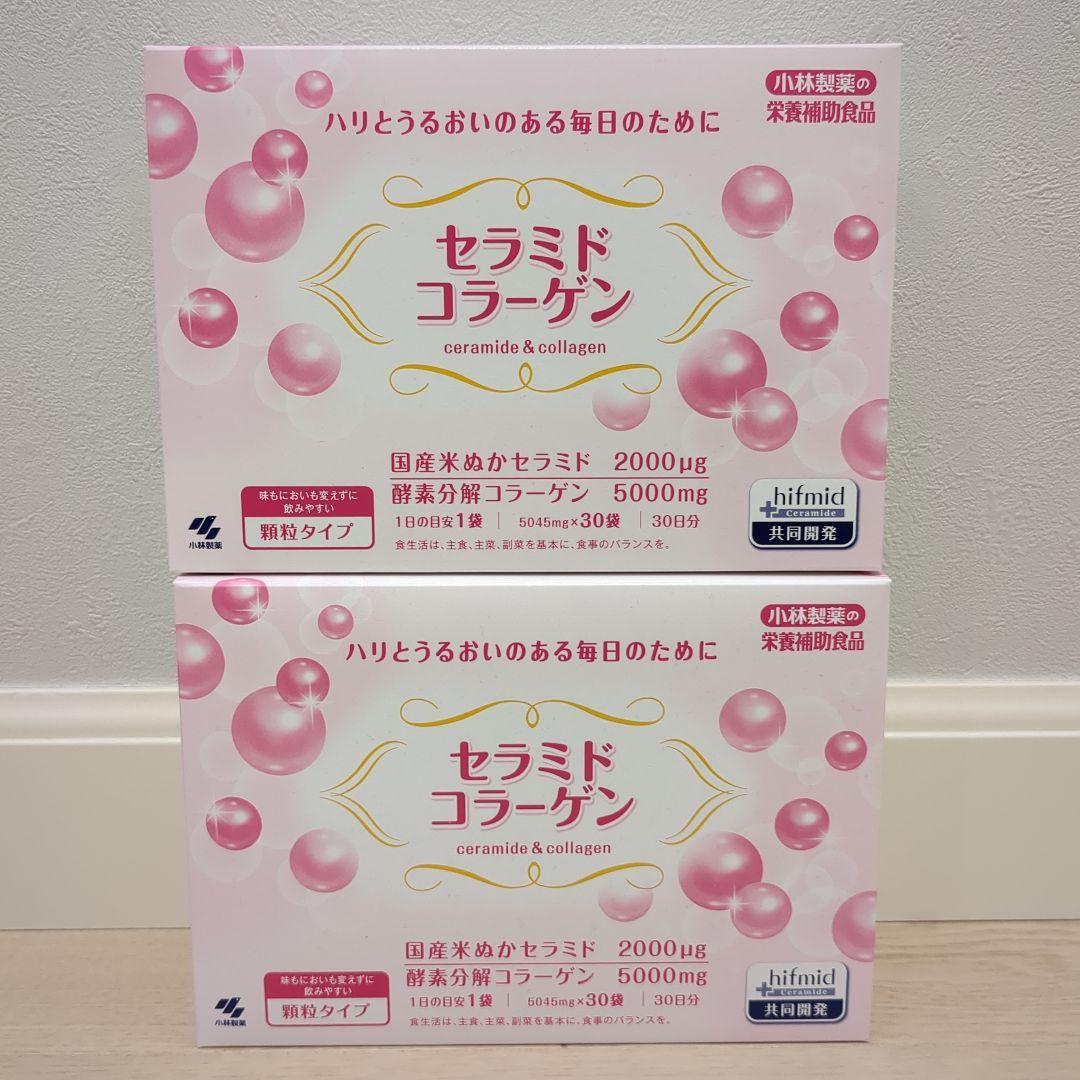 小林製薬の
栄養補助食品
ハリとうるおいのある毎日のために
セラミド
コラーゲン
ceramide & collagen
国産米ぬかセラミド 2000μg
酵素分解コラーゲン 5000mg
1日の目安1袋 5045mg×30袋 30日分
食生活は、主食、主菜、副菜を基本に、食事のバランスを。
味もにおいも変えずに
飲みやすい
顆粒タイプ
小林製薬
hifmid
Ceramide
共同開発
小林製薬の
栄養補助食品
ハリとうるおいのある毎日のために
セラミド
コラーゲン
ceramide & collagen
国産米ぬかセラミド 2000μg
酵素分解コラーゲン 5000mg
1日の目安1袋 5045mg×30袋 30日分
食生活は、主食、主菜、副菜を基本に、食事のバランスを。
味もにおいも変えずに
飲みやすい
顆粒タイプ
小林製薬
hifmid
Ceramide
共同開発